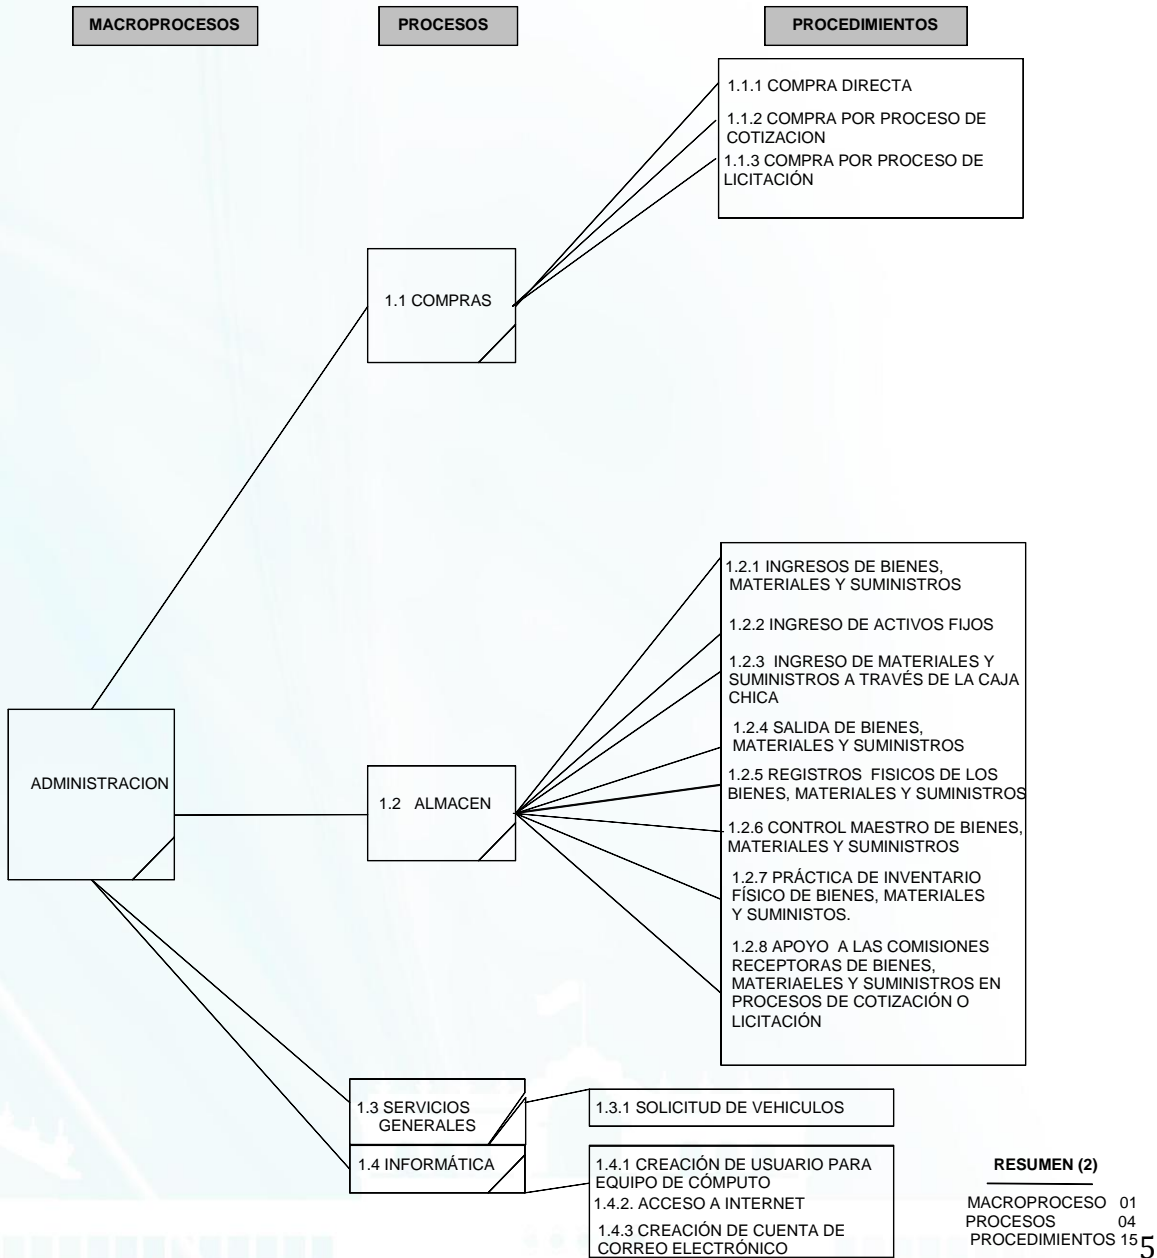 MACROPROCESOS
PROCESOS
PROCEDIMIENTOS
1.1.1 COMPRA DIRECTA
1.1.2 COMPRA POR PROCESO DE
COTIZACION
1.1.3 COMPRA POR PROCESO DE
LICITACIÓN
1.1 COMPRAS
1.2.1 INGRESOS DE BIENES,
MATERIALES Y SUMINISTROS
1.2.2 INGRESO DE ACTIVOS FIJOS
1.2.3 INGRESO DE MATERIALES Y
SUMINISTROS A TRAVÉS DE LA CAJA
CHICA
1.2.4 SALIDA DE BIENES,
MATERIALES Y SUMINISTROS
ADMINISTRACION
1.2 ALMACEN
1.2.5 REGISTROS FISICOS DE LOS
BIENES, MATERIALES Y SUMINISTROS
1.2.6 CONTROL MAESTRO DE BIENES,
MATERIALES Y SUMINISTROS
1.2.7 PRÁCTICA DE INVENTARIO
FÍSICO DE BIENES, MATERIALES
Y SUMINISTOS.
1.2.8 APOYO A LAS COMISIONES
RECEPTORAS DE BIENES,
MATERIAELES Y SUMINISTROS EN
PROCESOS DE COTIZACIÓN O
LICITACIÓN
1.3 SERVICIOS
GENERALES
1.3.1 SOLICITUD DE VEHICULOS
1.4 INFORMÁTICA
1.4.1 CREACIÓN DE USUARIO PARA
EQUIPO DE CÓMPUTO
1.4.2. ACCESO A INTERNET
1.4.3 CREACIÓN DE CUENTA DE
CORREO ELECTRÓNICO
RESUMEN (2)
MACROPROCESO 01
PROCESOS 04
PROCEDIMIENTOS 15
5